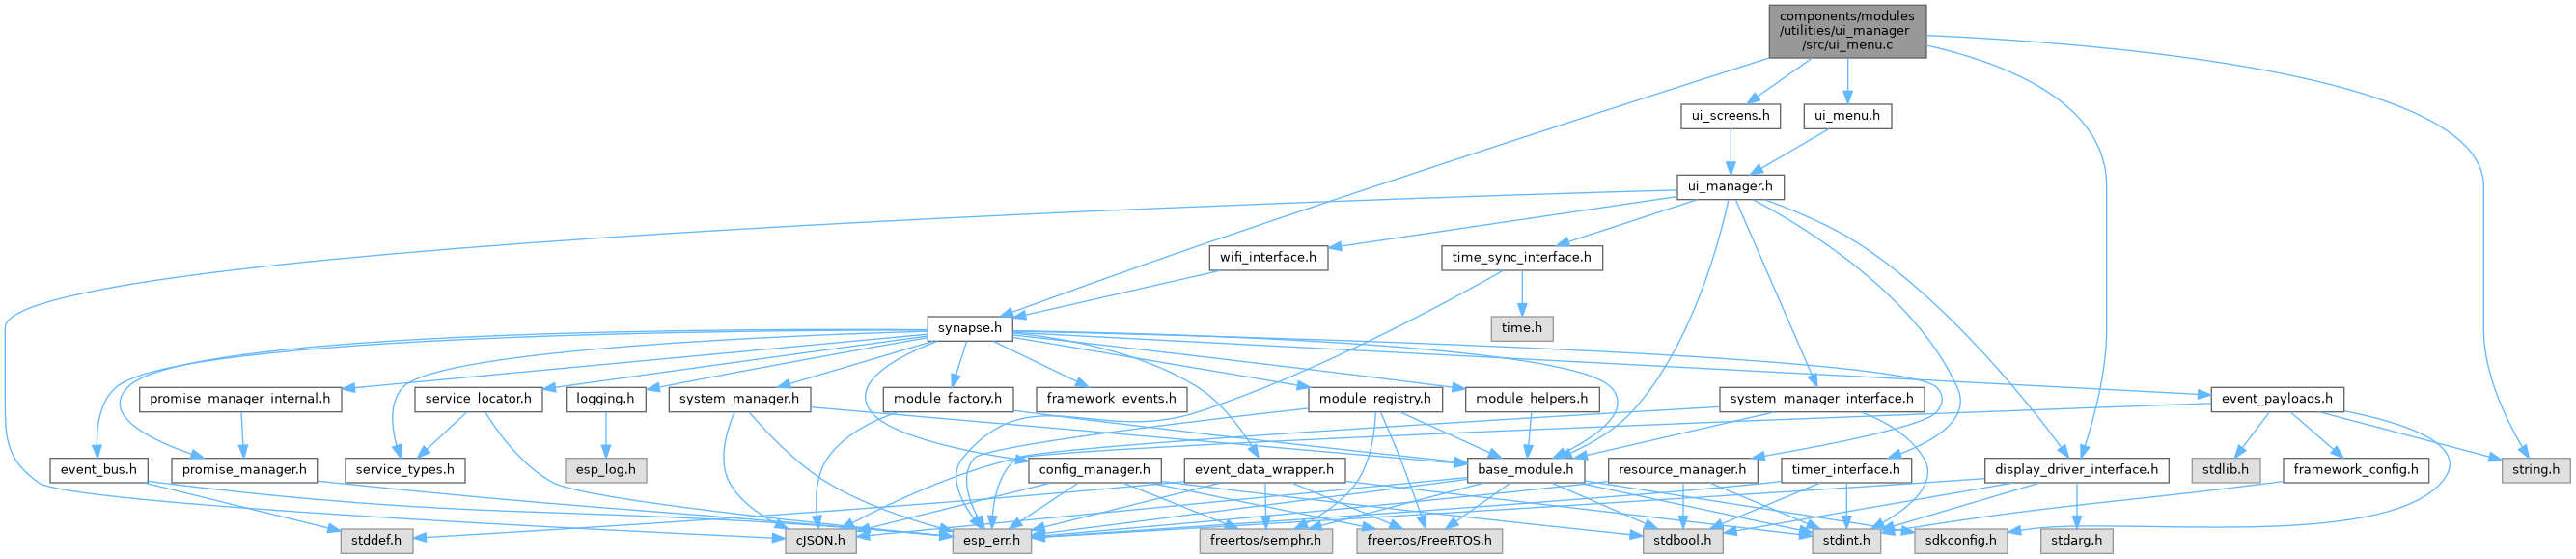 components/modules
/utilities/ui_manager
/src/ui_menu.c
ui_screens.h
ui_menu.h
ui_manager.h
wifi_interface.h
time_sync_interface.h
synapse.h
time.h
promise_manager_internal.h
service_locator.h
logging.h
system_manager.h
module_factory.h
framework_events.h
module_registry.h
module_helpers.h
system_manager_interface.h
event_payloads.h
event_bus.h
promise_manager.h
service_types.h
esp_log.h
config_manager.h
event_data_wrapper.h
base_module.h
resource_manager.h
timer_interface.h
display_driver_interface.h
stdlib.h
framework_config.h
string.h
stddef.h
cJSON.h
esp_err.h
freertos/semphr.h
freertos/FreeRTOS.h
stdbool.h
stdint.h
sdkconfig.h
stdarg.h